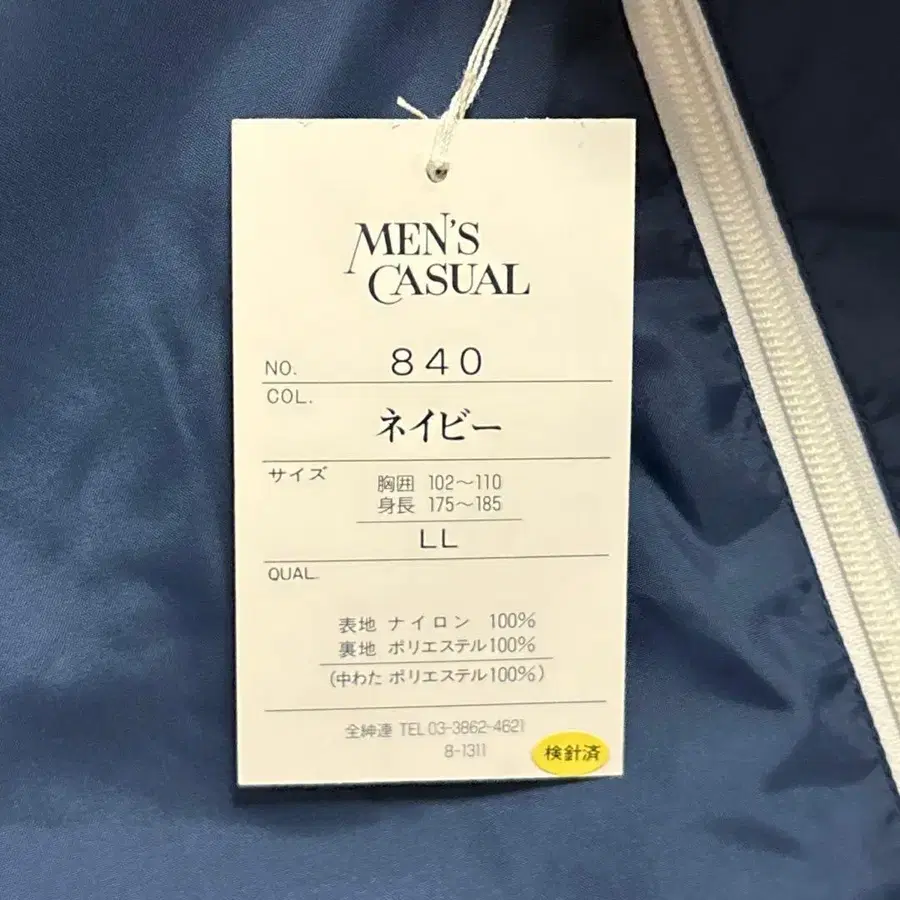 MEN'S
CASUAL
NO. 840
COL.
ネイビー
サイズ
胸囲 102〜110
身長 175〜185
LL
QUAL.
表地 ナイロン 100%
裏地 ポリエステル100%
(中わた ポリエステル100%)
全紳連 TEL 03-3862-4621
8-1311
検針済